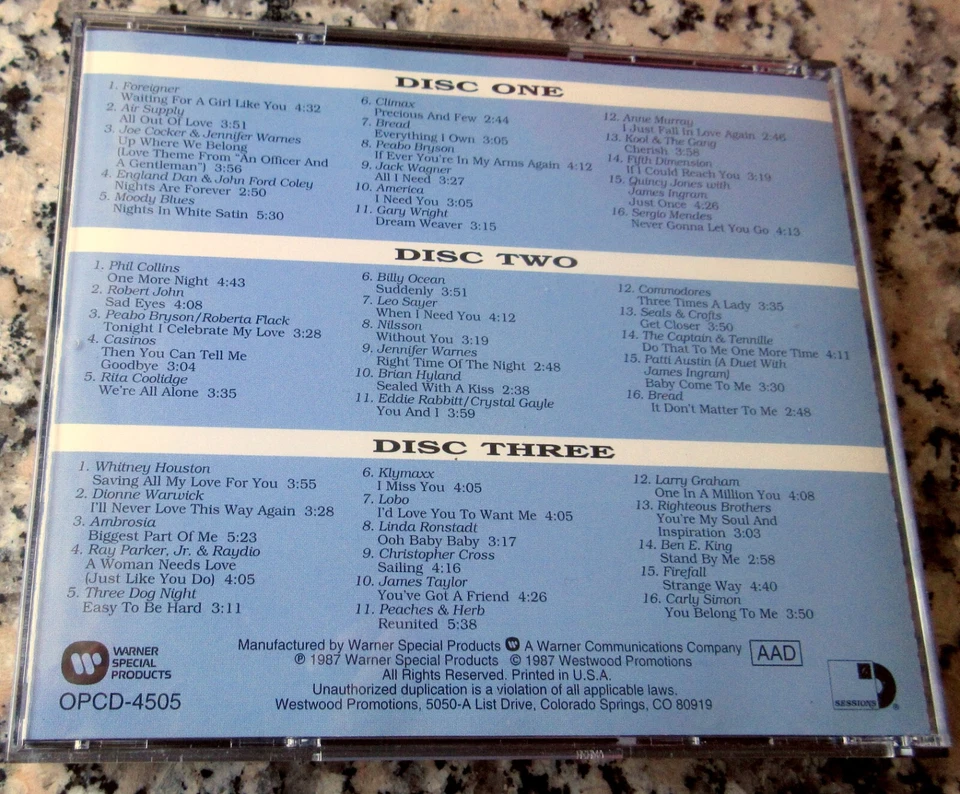 DISC ONE
1. Foreigner
Waiting For A Girl Like You 4:32
2. Air Supply
All Out Of Love 3:51
3. Joe Cocker & Jennifer Warnes
Up Where We Belong
(Love Theme From "An Officer And
A Gentleman") 3:56
4. England Dan & John Ford Coley
Nights Are Forever 2:50
5. Moody Blues
Nights In White Satin 5:30
6. Climax
Precious And Few 2:44
7. Bread
Everything I Own 3:05
8. Peabo Bryson
If Ever You're In My Arms Again 4:12
9. Jack Wagner
All I Need 3:27
10. America
I Need You 3:05
11. Gary Wright
Dream Weaver 3:15
12. Anne Murray
I Just Fall In Love Again 2:46
13. Kool & The Gang
Cherish 3:58
14. Fifth Dimension
If I Could Reach You 3:19
15. Quincy Jones with
James Ingram
Just Once 4:26
16. Sergio Mendes
Never Gonna Let You Go 4:13
DISC TWO
1. Phil Collins
One More Night 4:43
2. Robert John
Sad Eyes 4:08
3. Peabo Bryson/Roberta Flack
Tonight I Celebrate My Love 3:28
4. Casinos
Then You Can Tell Me
Goodbye 3:04
5. Rita Coolidge
We're All Alone 3:35
6. Billy Ocean
Suddenly 3:51
7. Leo Sayer
When I Need You 4:12
8. Nilsson
Without You 3:19
9. Jennifer Warnes
Right Time Of The Night 2:48
10. Brian Hyland
Sealed With A Kiss 2:38
11. Eddie Rabbitt/Crystal Gayle
You And I 3:59
12. Commodores
Three Times A Lady 3:35
13. Seals & Crofts
Get Closer 3:50
14. The Captain & Tennille
Do That To Me One More Time 4:11
15. Patti Austin (A Duet With
James Ingram)
Baby Come To Me 3:30
16. Bread
It Don't Matter To Me 2:48
DISC THREE
1. Whitney Houston
Saving All My Love For You 3:55
2. Dionne Warwick
I'll Never Love This Way Again 3:28
3. Ambrosia
Biggest Part Of Me 5:23
4. Ray Parker, Jr. & Raydio
A Woman Needs Love
(Just Like You Do) 4:05
5. Three Dog Night
Easy To Be Hard 3:11
6. Klymaxx
I Miss You 4:05
7. Lobo
I'd Love You To Want Me 4:05
8. Linda Ronstadt
Ooh Baby Baby 3:17
9. Christopher Cross
Sailing 4:16
10. James Taylor
You've Got A Friend 4:26
11. Peaches & Herb
Reunited 5:38
12. Larry Graham
One In A Million You 4:08
13. Righteous Brothers
You're My Soul And
Inspiration 3:03
14. Ben E. King
Stand By Me 2:58
15. Firefall
Strange Way 4:40
16. Carly Simon
You Belong To Me 3:50
WARNER
SPECIAL
PRODUCTS
OPCD-4505
Manufactured by Warner Special Products A Warner Communications Company
℗ 1987 Warner Special Products © 1987 Westwood Promotions
All Rights Reserved. Printed in U.S.A.
Unauthorized duplication is a violation of all applicable laws.
Westwood Promotions, 5050-A List Drive, Colorado Springs, CO 80919
AAD
SESSIONS ®